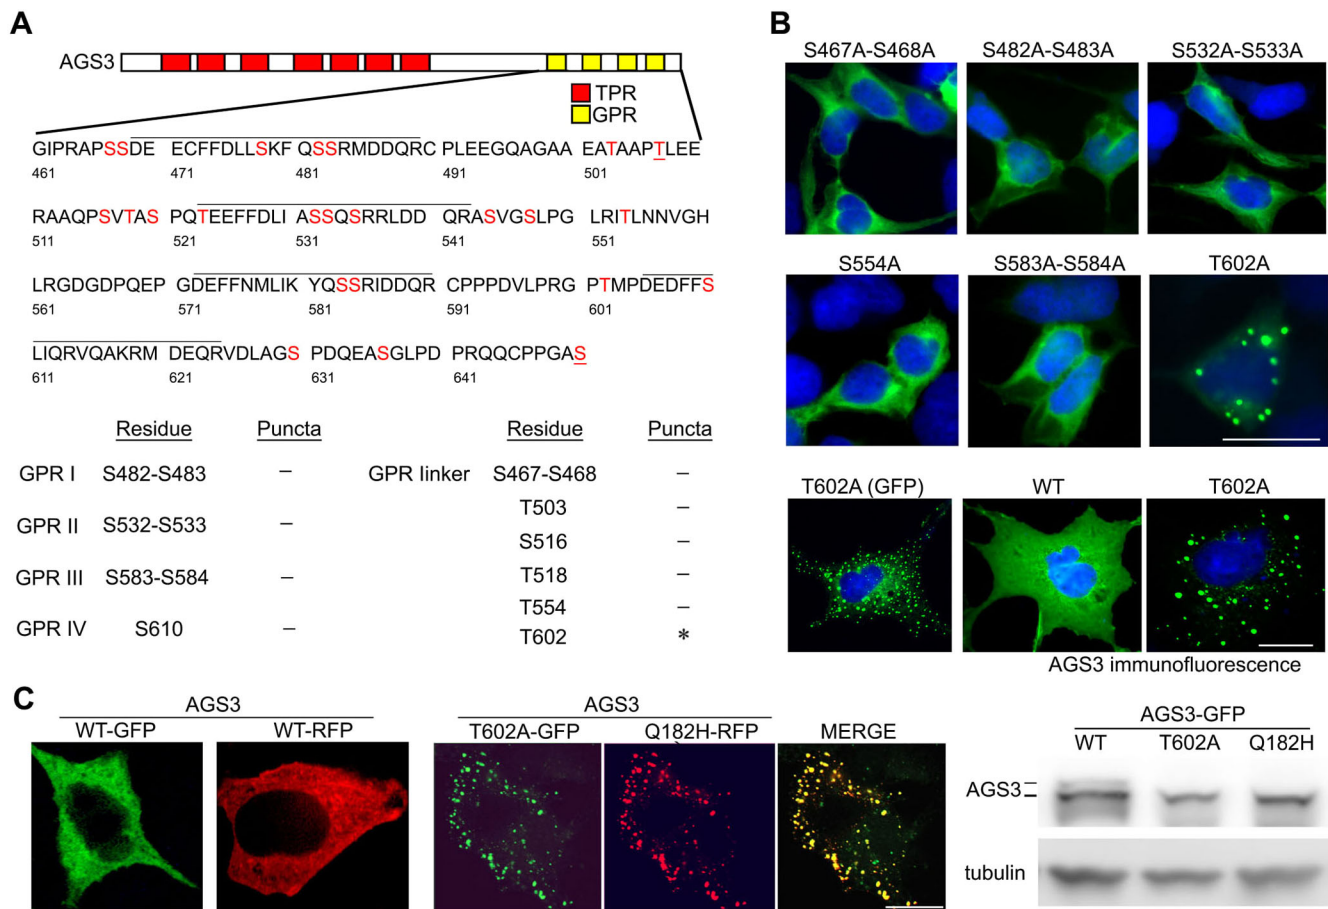 A
AGS3
TPR
GPR
GIPRAPSSDE ECFFDLLSKF QSSRMDDQRC PLEEGQAGAA EATAAPTLEE
461 471 481 491 501
RAAQPSVTAS PQTEEFFDLIA SSQSRRLDD QRASVGSLPG LRITLNNVGH
511 521 531 541 551
LRGDGDPQEP GDEFFNMLIK YQSSRIDDQR CPPPDVLPRG PTMPDEDFFS
561 571 581 591 601
LIQRVQAKRM DEQRVDLAGS PDQEASGLPD PRQQCPPGAS
611 621 631 641
Residue Puncta Residue Puncta
GPR I S482-S483 – GPR linker S467-S468 –
T503 –
GPR II S532-S533 – S516 –
GPR III S583-S584 – T518 –
T554 –
GPR IV S610 – T602 *
B
S467A-S468A S482A-S483A S532A-S533A
S554A S583A-S584A T602A
T602A (GFP) WT T602A
AGS3 immunofluorescence
C
AGS3 AGS3
WT-GFP WT-RFP T602A-GFP Q182H-RFP MERGE
AGS3-GFP
WT T602A Q182H
AGS3
tubulin